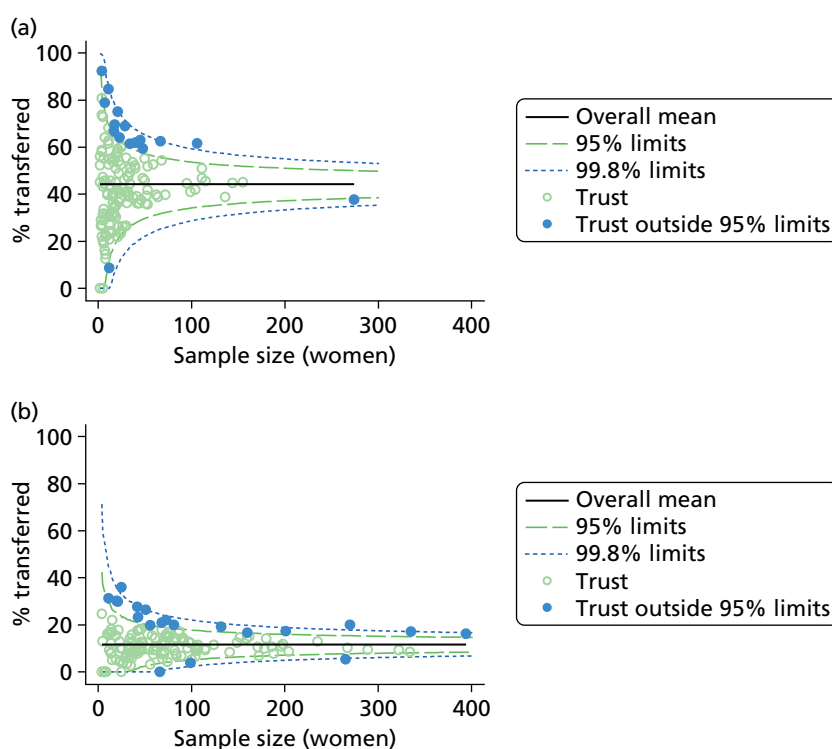 (a)
100
80
60
40
20
0
% transferred
0 100 200 300 400
Sample size (women)
Overall mean
95% limits
99.8% limits
Trust
Trust outside 95% limits
(b)
100
80
60
40
20
0
% transferred
0 100 200 300 400
Sample size (women)
Overall mean
95% limits
99.8% limits
Trust
Trust outside 95% limits